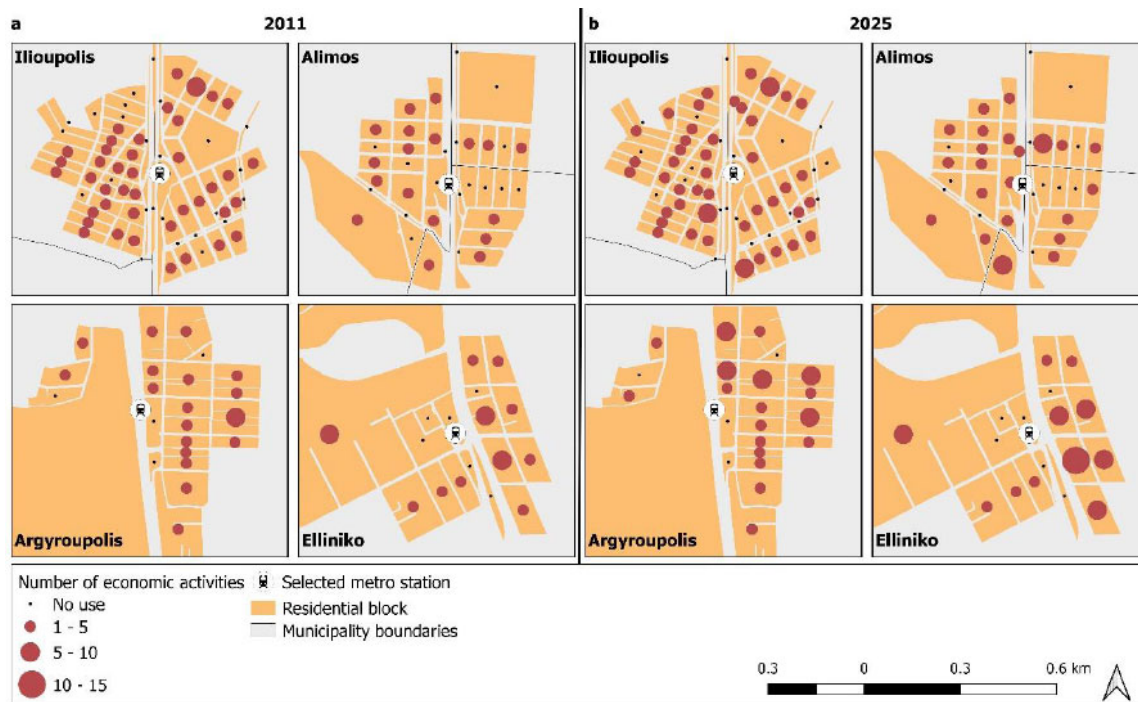 a 2011 b 2025
Ilioupolis Alimos Ilioupolis Alimos
Argyroupolis Elliniko Argyroupolis Elliniko
Number of economic activities Selected metro station
No use Residential block
1 - 5 Municipality boundaries
5 - 10
10 - 15
0.3 0 0.3 0.6 km